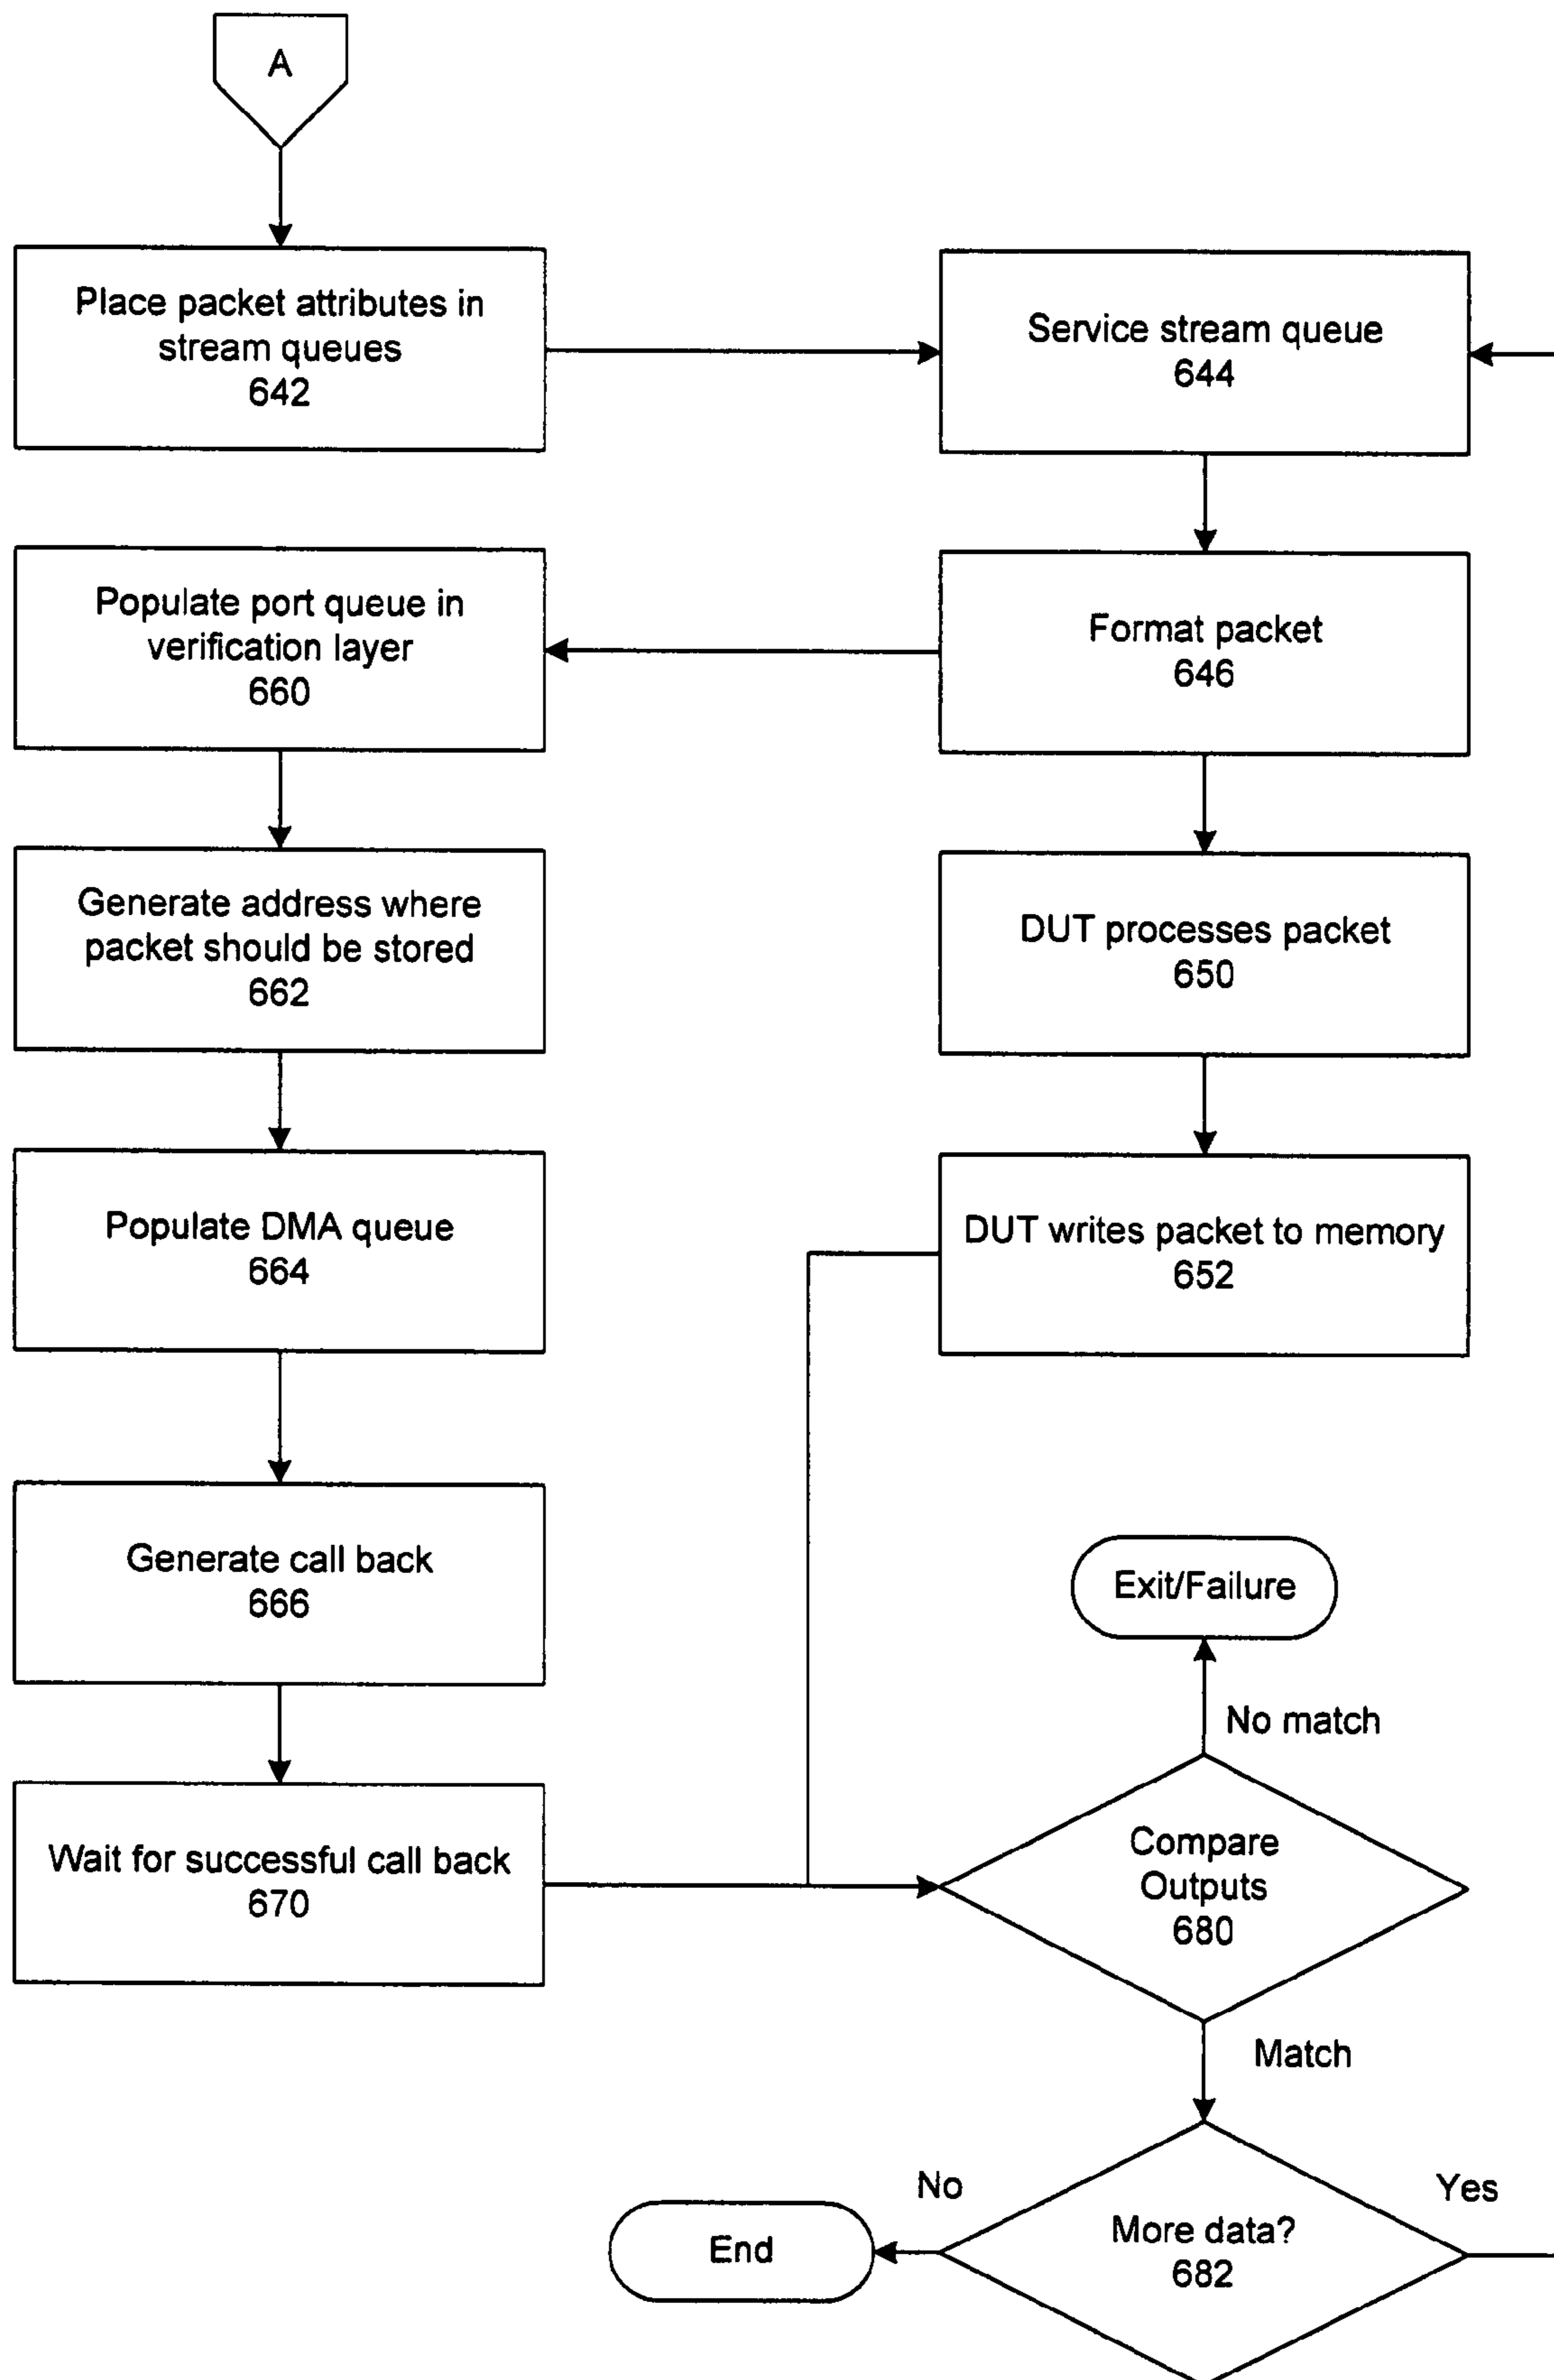 A
Place packet attributes in
stream queues
642
Service stream queue
644
Populate port queue in
verification layer
660
Format packet
646
Generate address where
packet should be stored
662
DUT processes packet
650
Populate DMA queue
664
DUT writes packet to memory
652
Generate call back
666
Exit/Failure
No match
Wait for successful call back
670
Compare
Outputs
680
Match
No
Yes
End
More data?
682